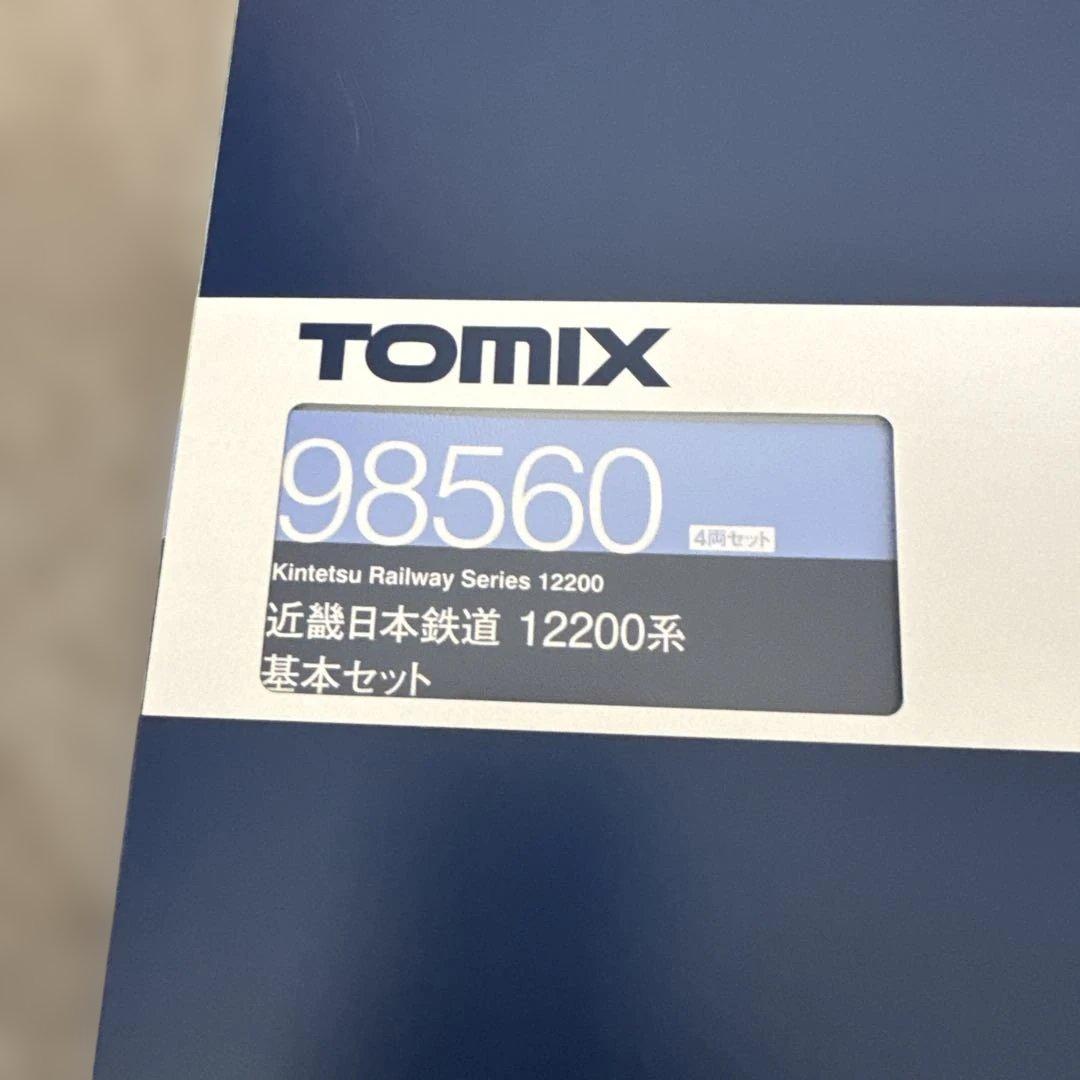 TOMIX
98560 4両セット
Kintetsu Railway Series 12200
近畿日本鉄道 12200系
基本セット